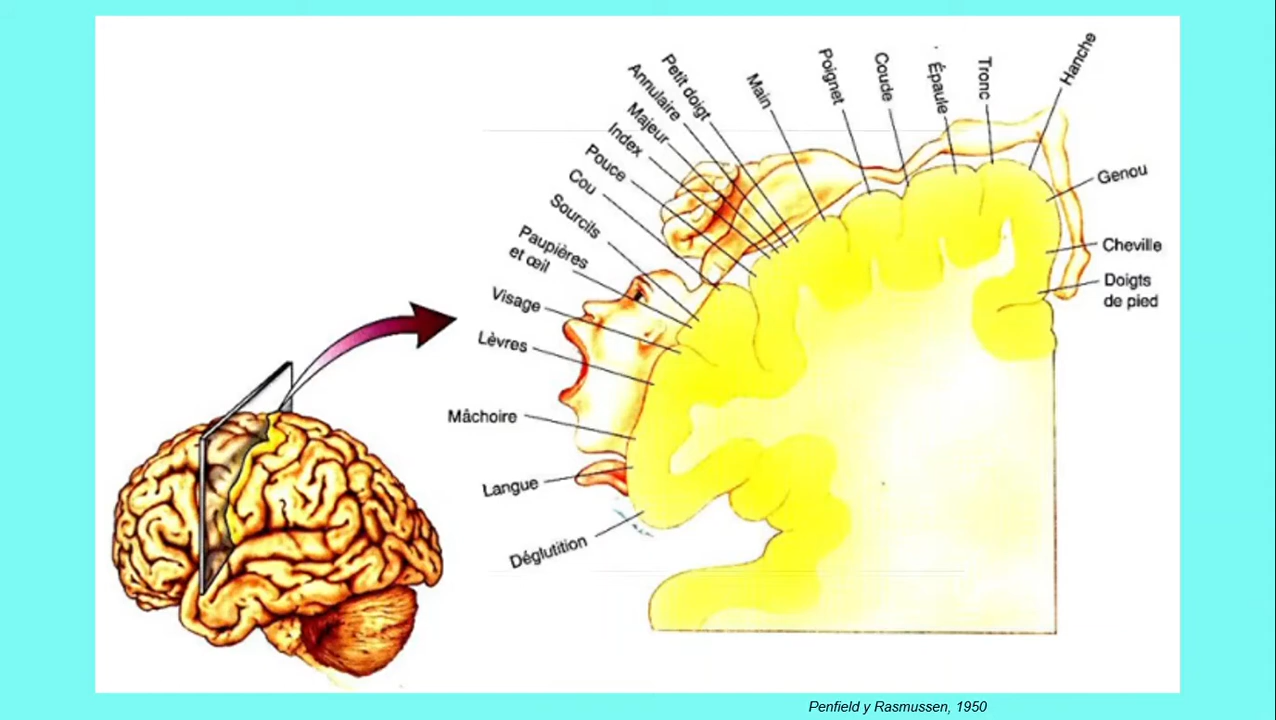 Hanche
Tronc
Épaule
Coude
Poignet
Main
Petit doigt
Annulaire
Majeur
Index
Pouce
Cou
Sourcils
Paupières
et œil
Visage
Lèvres
Mâchoire
Langue
Déglutition
Genou
Cheville
Doigts
de pied
Penfield y Rasmussen, 1950